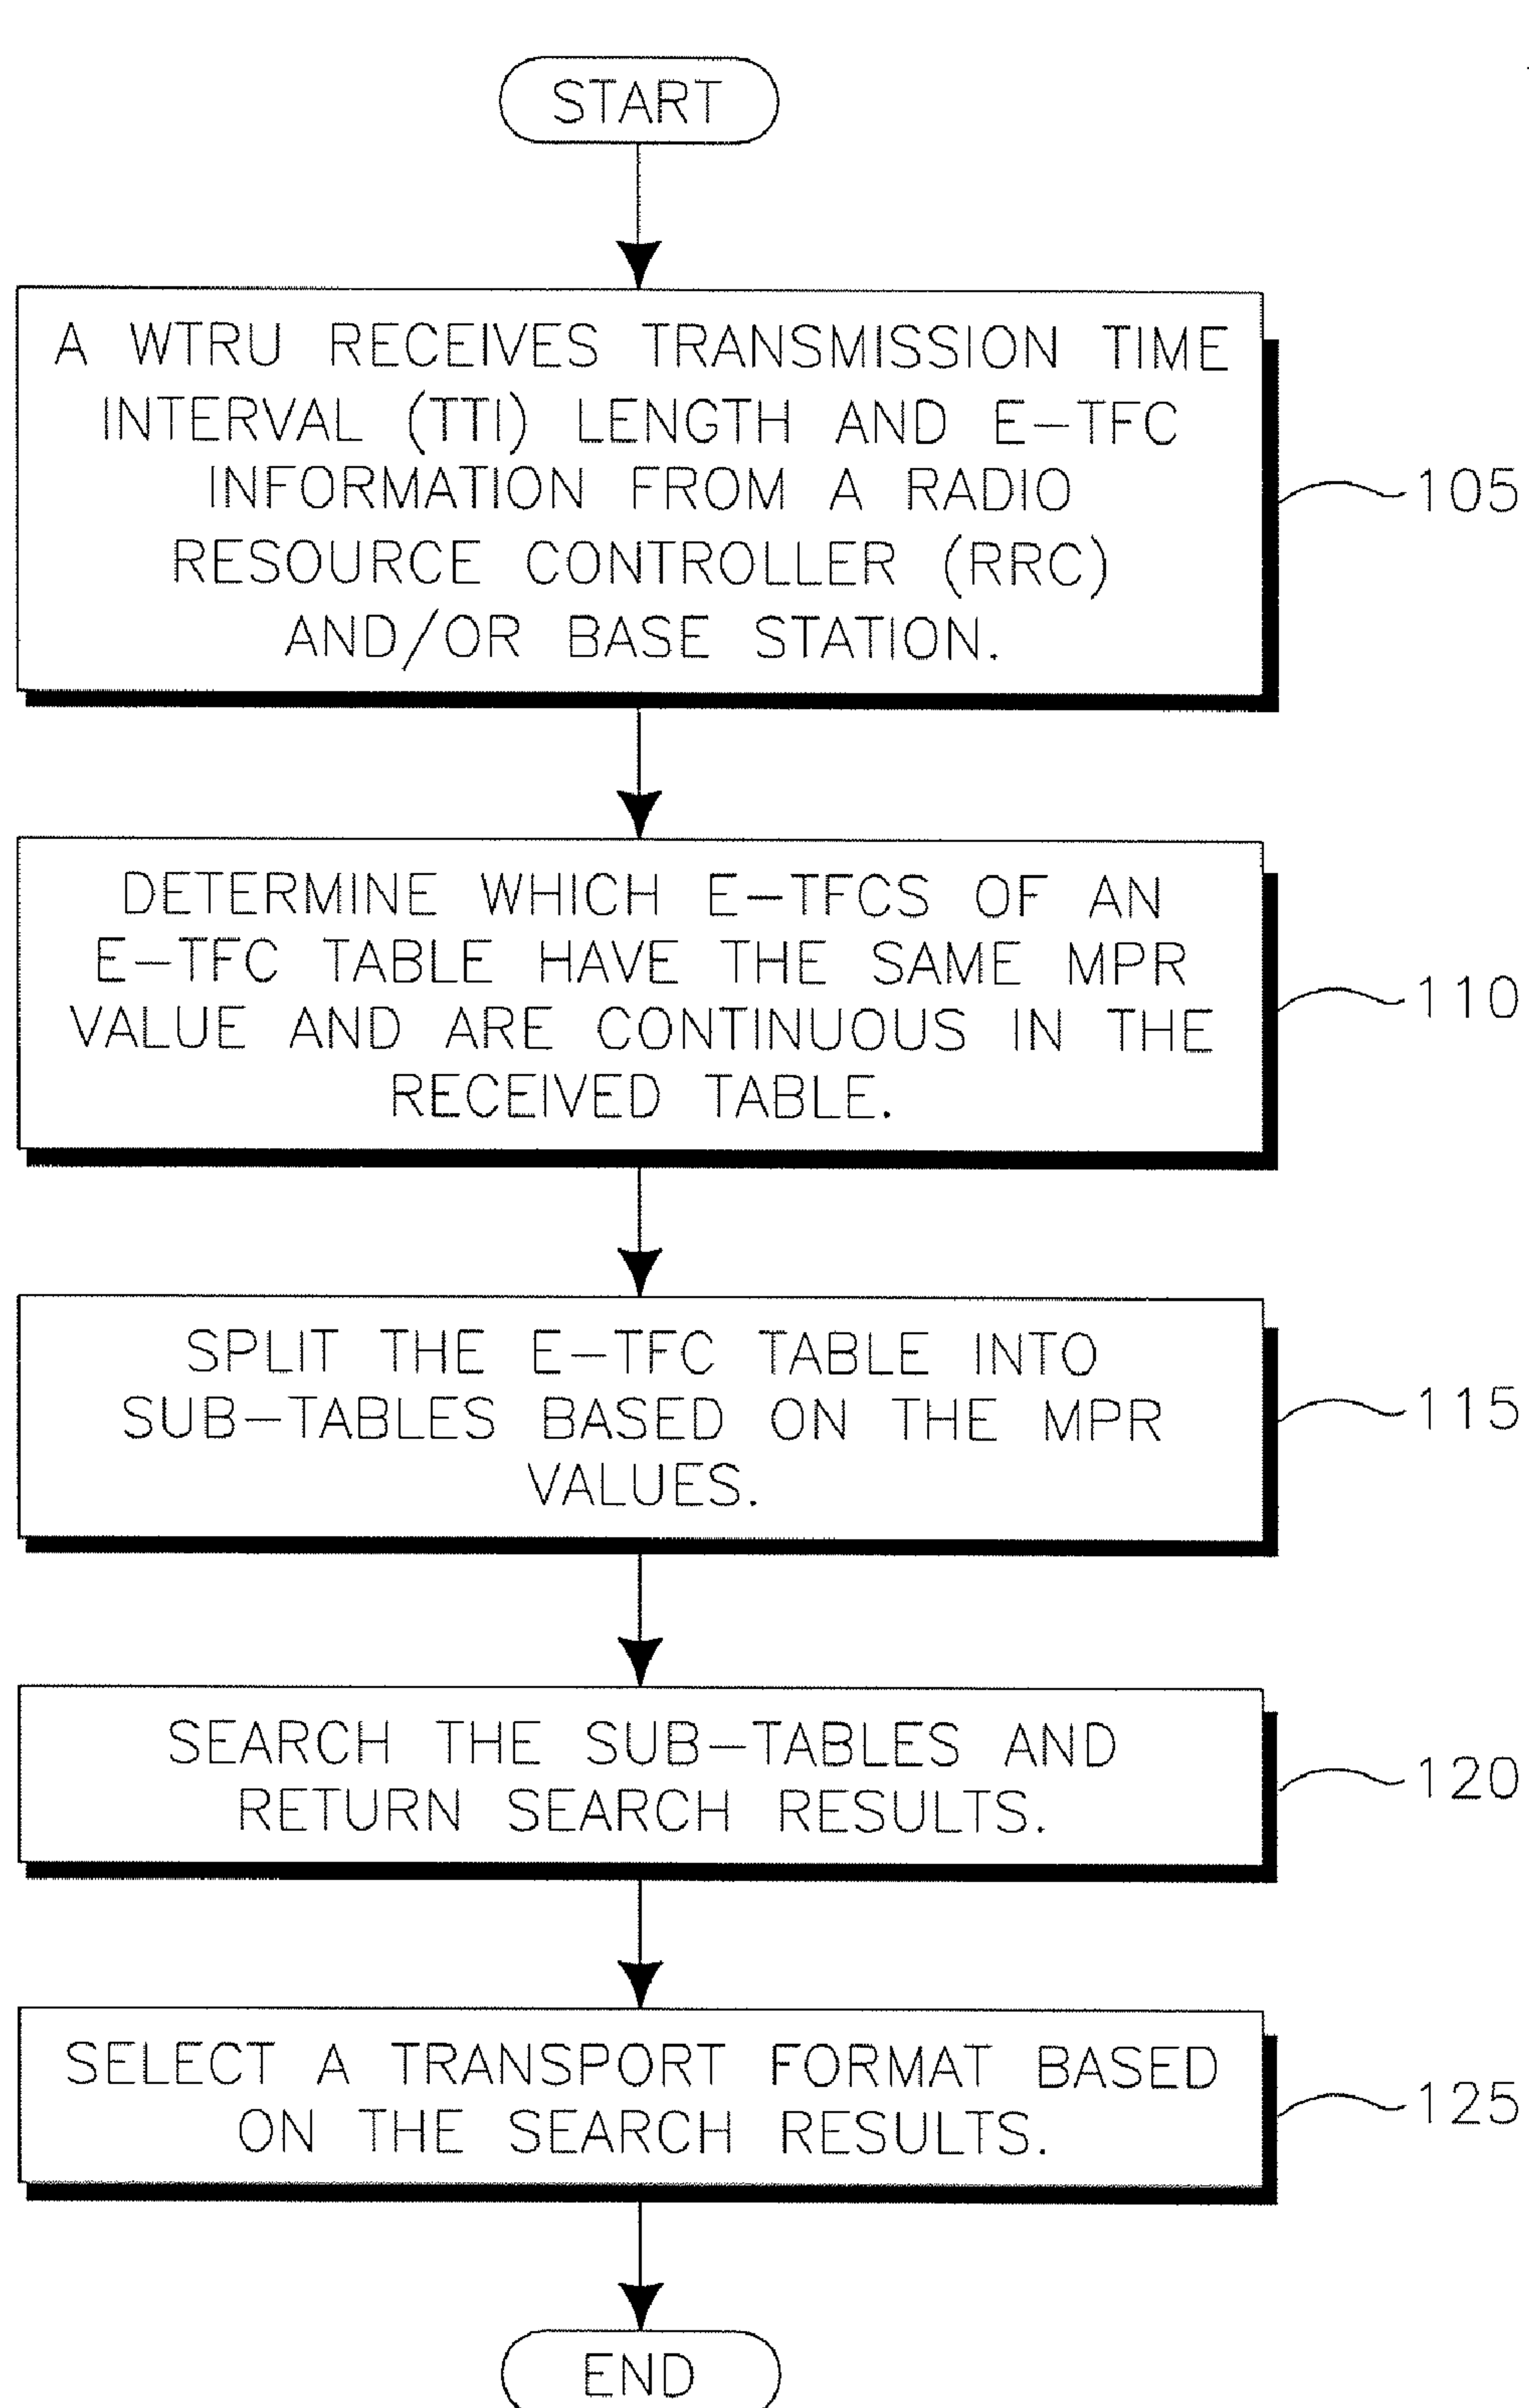 START
A WTRU RECEIVES TRANSMISSION TIME
INTERVAL (TTI) LENGTH AND E-TFC
INFORMATION FROM A RADIO
RESOURCE CONTROLLER (RRC)
AND/OR BASE STATION.
105
DETERMINE WHICH E-TFCS OF AN
E-TFC TABLE HAVE THE SAME MPR
VALUE AND ARE CONTINUOUS IN THE
RECEIVED TABLE.
110
SPLIT THE E-TFC TABLE INTO
SUB-TABLES BASED ON THE MPR
VALUES.
115
SEARCH THE SUB-TABLES AND
RETURN SEARCH RESULTS.
120
SELECT A TRANSPORT FORMAT BASED
ON THE SEARCH RESULTS.
125
END